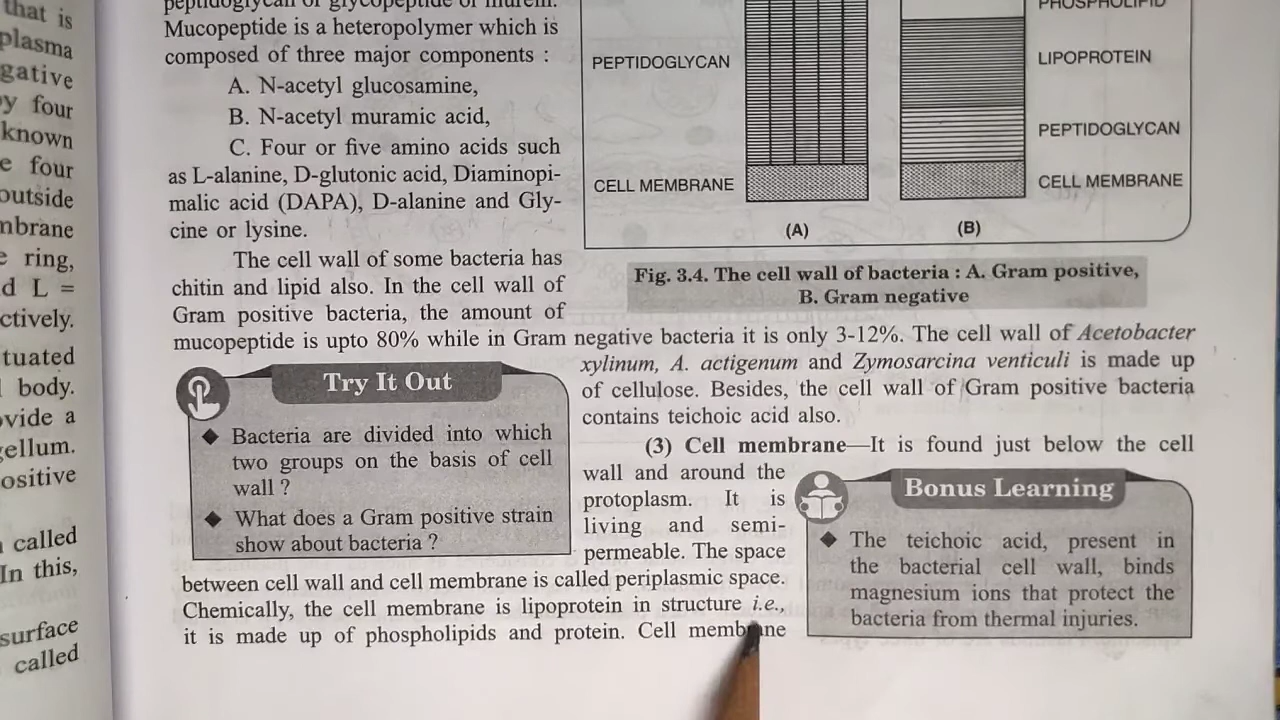 that is
plasma
gative
y four
known
e four
outside
nbrane
e ring,
d L =
ctively.
tuated
body.
ovide a
gellum.
ositive
called
In this,
surface
called
peptidoglycan or glycopeptide or murein.
Mucopeptide is a heteropolymer which is
composed of three major components :
A. N-acetyl glucosamine,
B. N-acetyl muramic acid,
C. Four or five amino acids such
as L-alanine, D-glutonic acid, Diaminopi-
malic acid (DAPA), D-alanine and Gly-
cine or lysine.
The cell wall of some bacteria has
chitin and lipid also. In the cell wall of
Gram positive bacteria, the amount of
mucopeptide is upto 80% while in Gram negative bacteria it is only 3-12%. The cell wall of Acetobacter
xylinum, A. actigenum and Zymosarcina venticuli is made up
of cellulose. Besides, the cell wall of Gram positive bacteria
contains teichoic acid also.
PEPTIDOGLYCAN
CELL MEMBRANE
(A)
PHOSPHOLIPID
LIPOPROTEIN
PEPTIDOGLYCAN
CELL MEMBRANE
(B)
Fig. 3.4. The cell wall of bacteria : A. Gram positive,
B. Gram negative
Try It Out
◆ Bacteria are divided into which
two groups on the basis of cell
wall ?
◆ What does a Gram positive strain
show about bacteria ?
(3) Cell membrane—It is found just below the cell
wall and around the
protoplasm. It is
living and semi-
permeable. The space
between cell wall and cell membrane is called periplasmic space.
Chemically, the cell membrane is lipoprotein in structure i.e.,
it is made up of phospholipids and protein. Cell membrane
Bonus Learning
◆ The teichoic acid, present in
the bacterial cell wall, binds
magnesium ions that protect the
bacteria from thermal injuries.